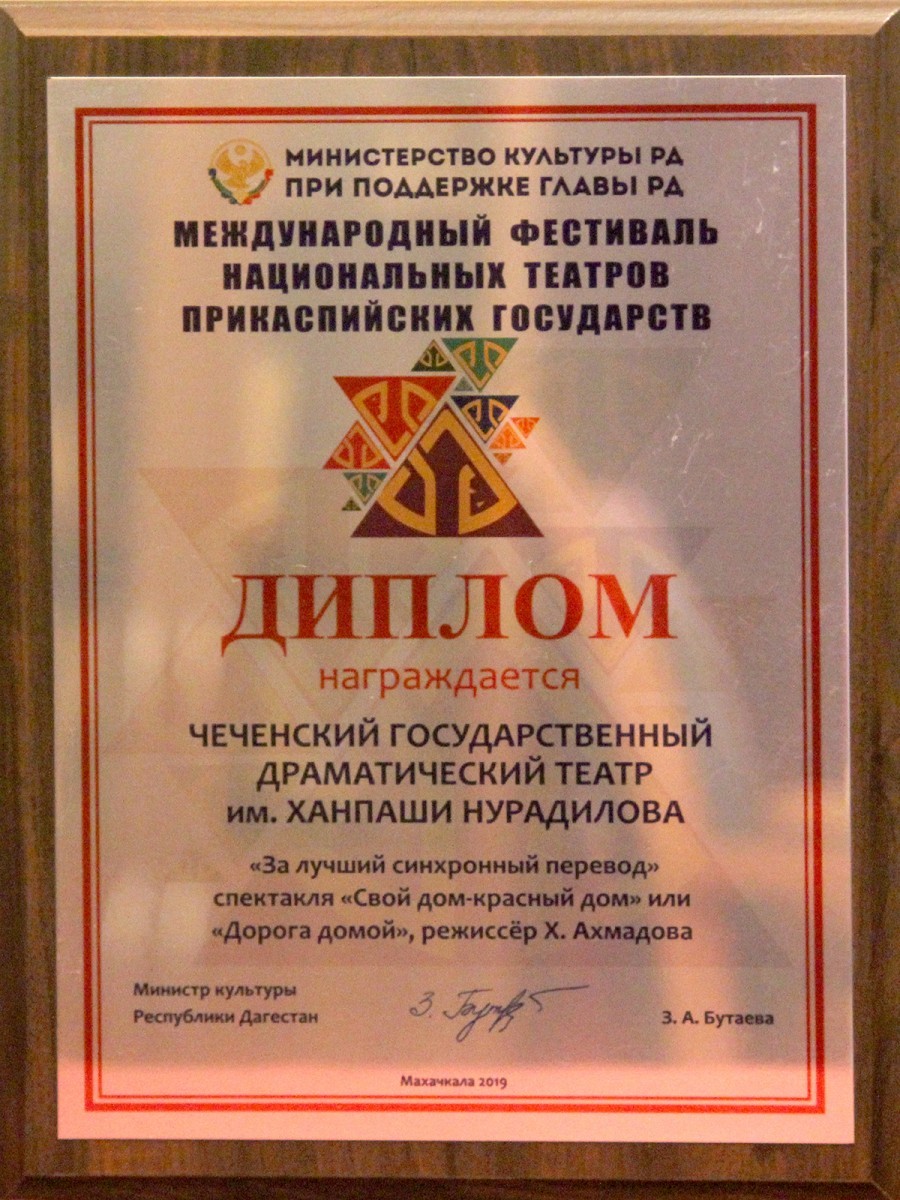 МИНИСТЕРСТВО КУЛЬТУРЫ РД
ПРИ ПОДДЕРЖКЕ ГЛАВЫ РД
МЕЖДУНАРОДНЫЙ ФЕСТИВАЛЬ
НАЦИОНАЛЬНЫХ ТЕАТРОВ
ПРИКАСПИЙСКИХ ГОСУДАРСТВ
ДИПЛОМ
награждается
ЧЕЧЕНСКИЙ ГОСУДАРСТВЕННЫЙ
ДРАМАТИЧЕСКИЙ ТЕАТР
им. ХАНПАШИ НУРАДИЛОВА
«За лучший синхронный перевод»
спектакля «Свой дом-красный дом» или
«Дорога домой», режиссёр Х. Ахмадова
Министр культуры
Республики Дагестан
З. А. Бутаева
Махачкала 2019